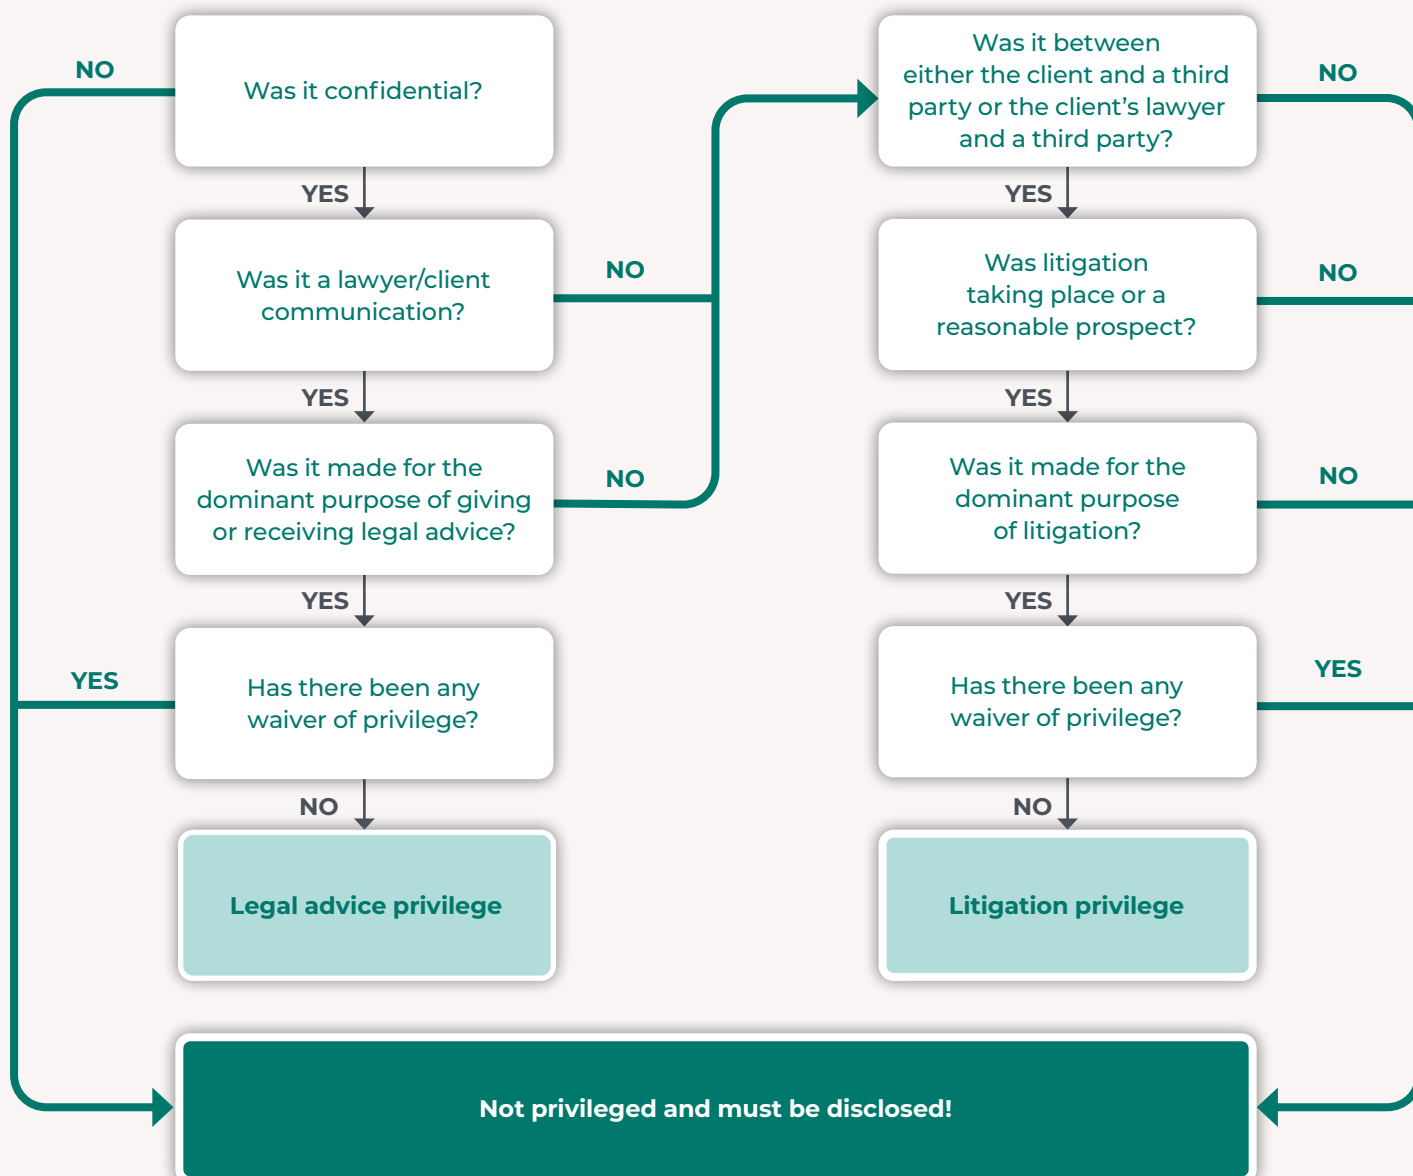 NO
Was it confidential?
YES
Was it a lawyer/client
communication?
NO
YES
Was it made for the
dominant purpose of giving
or receiving legal advice?
NO
YES
YES
Has there been any
waiver of privilege?
NO
Legal advice privilege
Was it between
either the client and a third
party or the client’s lawyer
and a third party?
NO
YES
Was litigation
taking place or a
reasonable prospect?
NO
YES
Was it made for the
dominant purpose
of litigation?
NO
YES
Has there been any
waiver of privilege?
YES
NO
Litigation privilege
Not privileged and must be disclosed!